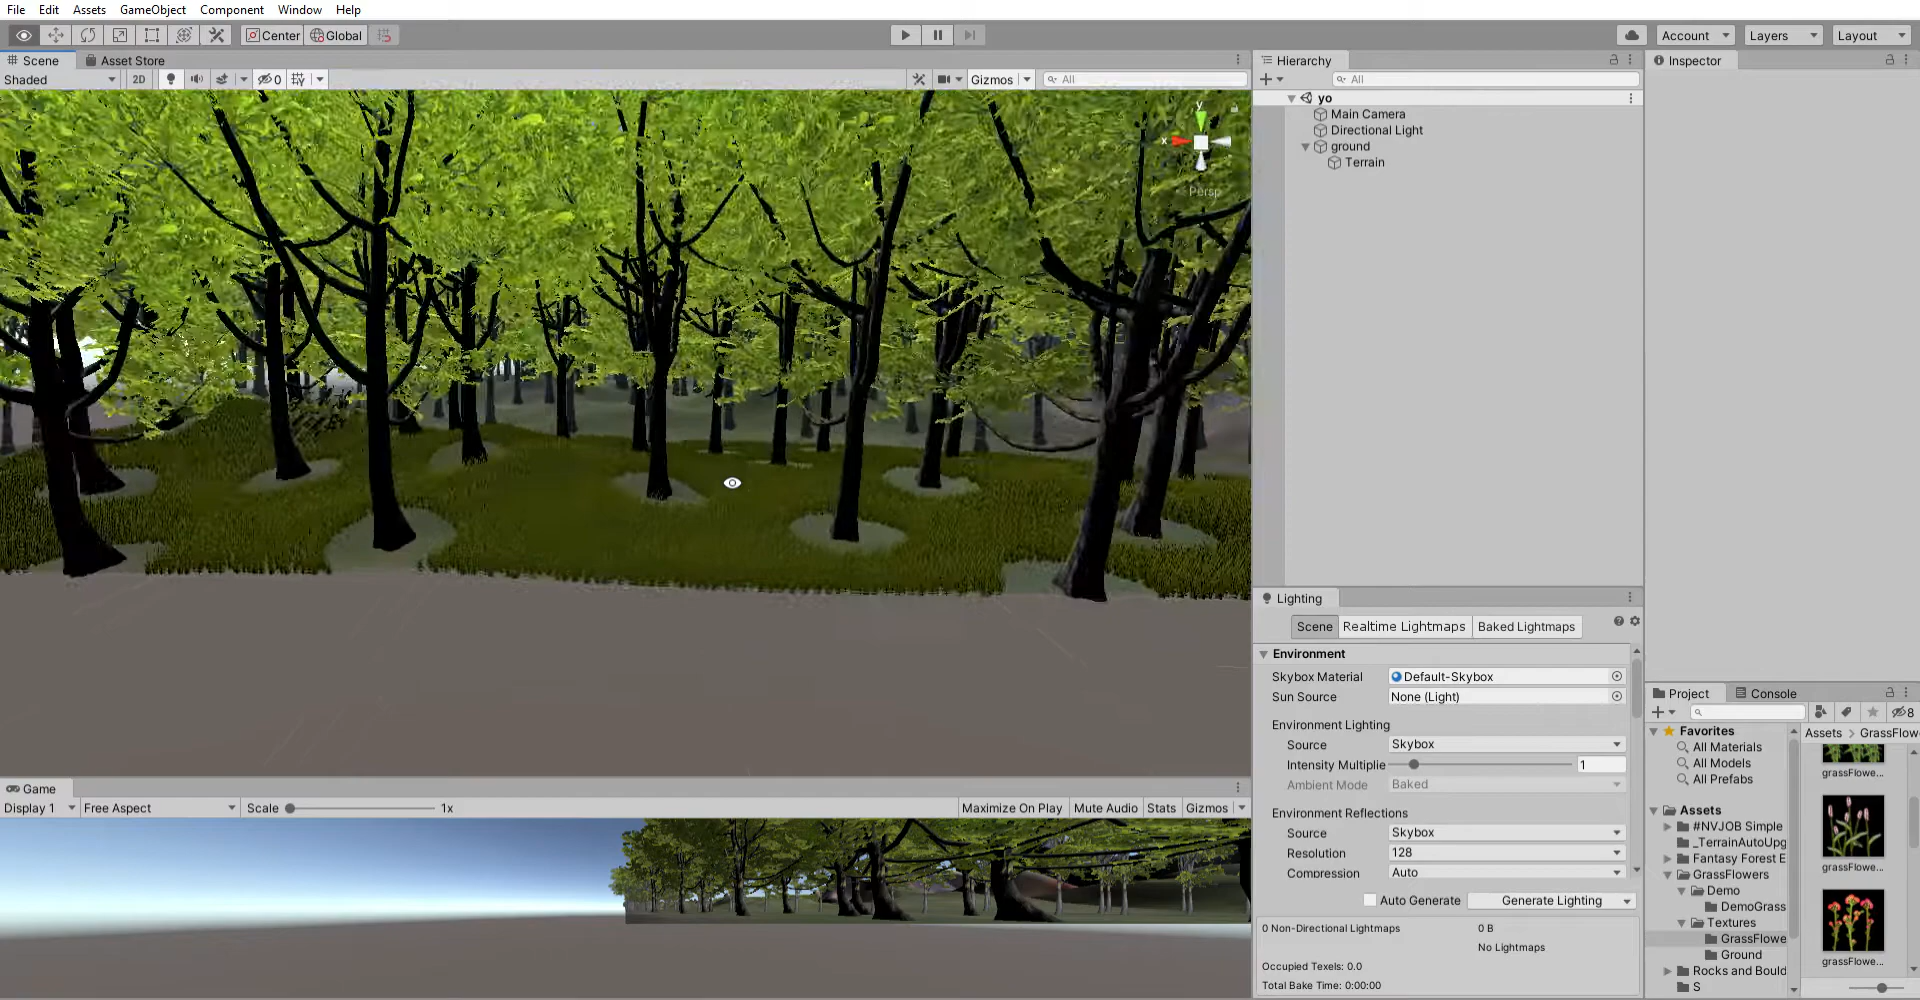 File Edit Assets GameObject Component Window Help
Center Global Account Layers Layout
Scene Asset Store
Shaded 2D 0 Gizmos All
y
x
Persp
Hierarchy
All
yo
Main Camera
Directional Light
ground
Terrain
Inspector
Lighting
Scene Realtime Lightmaps Baked Lightmaps
Environment
Skybox Material Default-Skybox
Sun Source None (Light)
Environment Lighting
Source Skybox
Intensity Multiplie 1
Ambient Mode Baked
Environment Reflections
Source Skybox
Resolution 128
Compression Auto
Auto Generate Generate Lighting
0 Non-Directional Lightmaps 0 B
No Lightmaps
Occupied Texels: 0.0
Total Bake Time: 0:00:00
Project Console
8
Favorites
All Materials
All Models
All Prefabs
Assets
#NVJOB Simple
_TerrainAutoUpg
Fantasy Forest E
GrassFlowers
Demo
DemoGrass
Textures
GrassFlowe
Ground
Rocks and Bould
S
Assets > GrassFlow
grassFlowe...
grassFlowe...
grassFlowe...
Game
Display 1 Free Aspect Scale 1x Maximize On Play Mute Audio Stats Gizmos